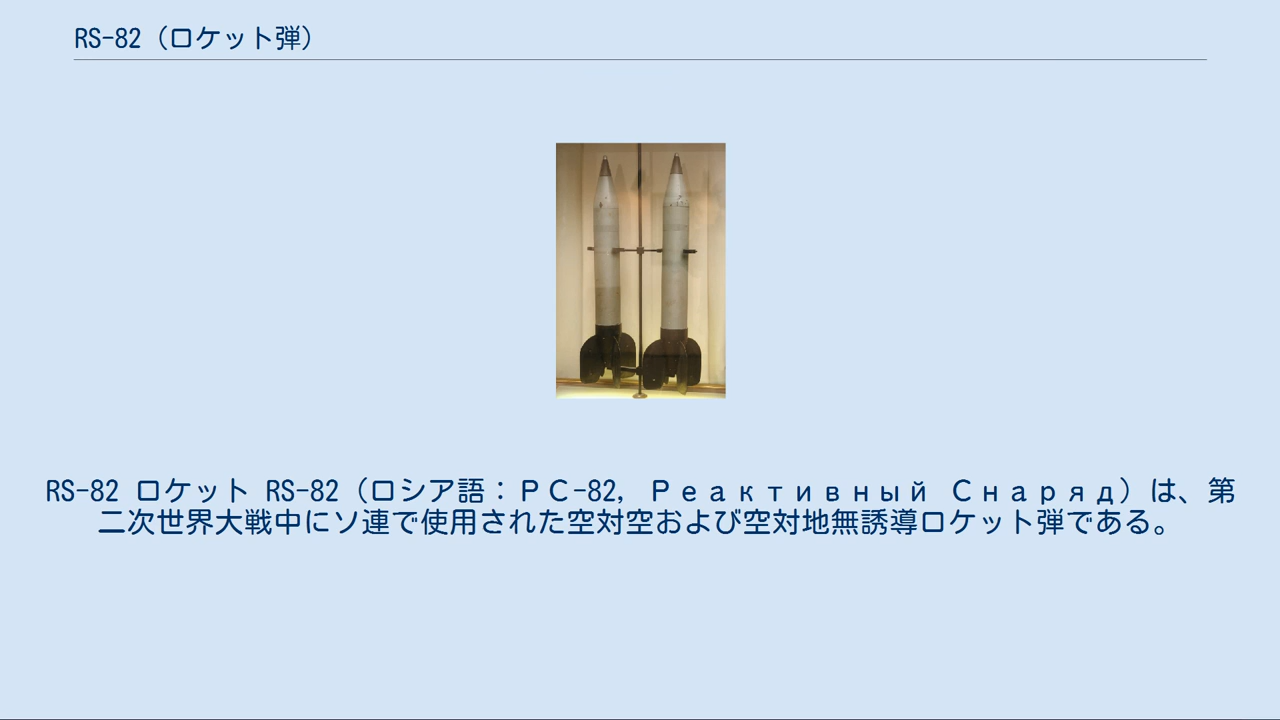 RS-82（ロケット弾）
RS-82 ロケット RS-82（ロシア語：РС-82, Реактивный Снаряд）は、第
二次世界大戦中にソ連で使用された空対空および空対地無誘導ロケット弾である。